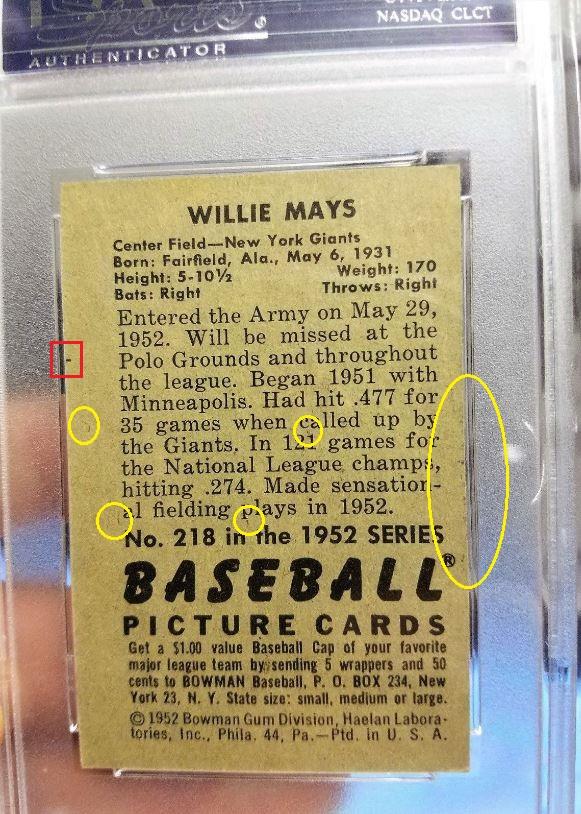 Sports
NASDAQ CLCT
AUTHENTICATOR
WILLIE MAYS
Center Field—New York Giants
Born: Fairfield, Ala., May 6, 1931
Height: 5-10½ Weight: 170
Bats: Right Throws: Right
Entered the Army on May 29,
1952. Will be missed at the
Polo Grounds and throughout
the league. Began 1951 with
Minneapolis. Had hit .477 for
35 games when called up by
the Giants. In 121 games for
the National League champs,
hitting .274. Made sensation-
al fielding plays in 1952.
No. 218 in the 1952 SERIES
BASEBALL®
PICTURE CARDS
Get a $1.00 value Baseball Cap of your favorite
major league team by sending 5 wrappers and 50
cents to BOWMAN Baseball, P. O. BOX 234, New
York 23, N. Y. State size: small, medium or large.
© 1952 Bowman Gum Division, Haelan Labora-
tories, Inc., Phila. 44, Pa.—Ptd. in U. S. A.